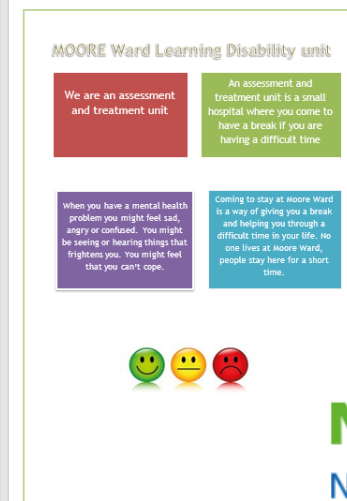 MOORE Ward Learning Disability unit
We are an assessment
and treatment unit
An assessment and
treatment unit is a small
hospital where you come to
have a break if you are
having a difficult time
When you have a mental health
problem you might feel sad,
angry or confused. You might
be seeing or hearing things that
frightens you. You might feel
that you can't cope.
Coming to stay at Moore Ward
is a way of giving you a break
and helping you through a
difficult time in your life. No
one lives at Moore Ward,
people stay here for a short
time.